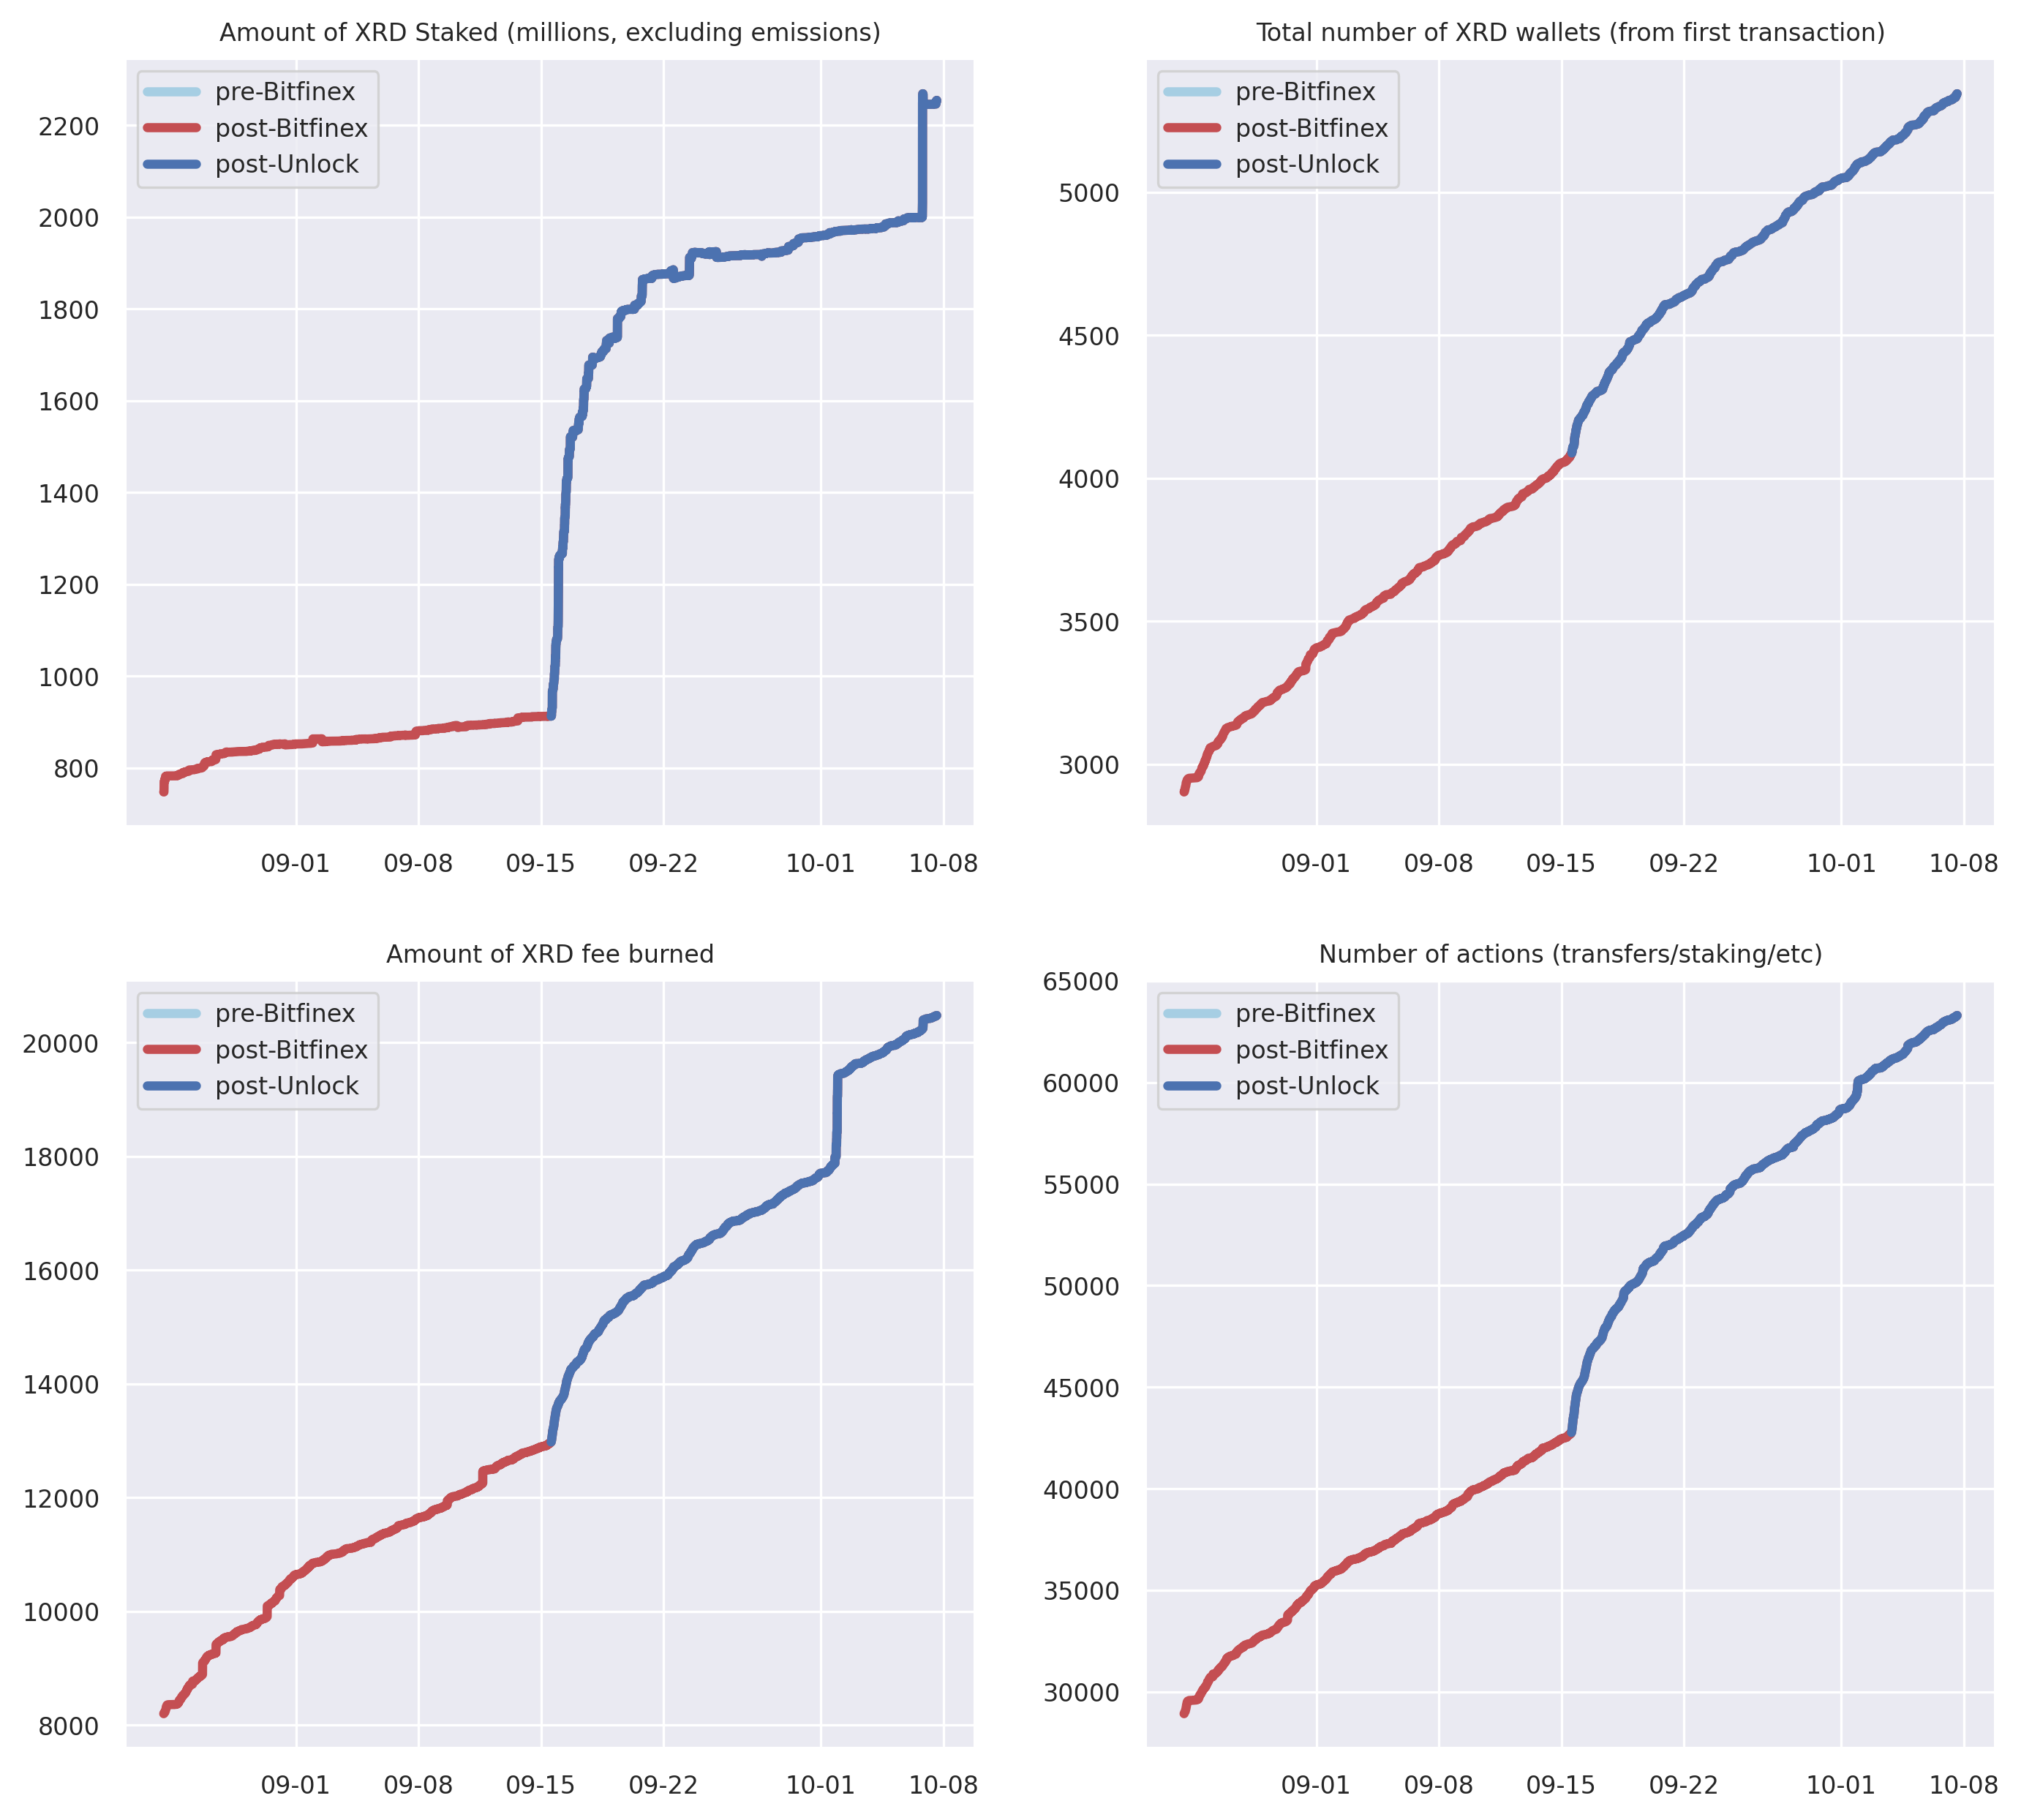 Amount of XRD Staked (millions, excluding emissions)
pre-Bitfinex
post-Bitfinex
post-Unlock
2200
2000
1800
1600
1400
1200
1000
800
09-01 09-08 09-15 09-22 10-01 10-08
Total number of XRD wallets (from first transaction)
pre-Bitfinex
post-Bitfinex
post-Unlock
5000
4500
4000
3500
3000
09-01 09-08 09-15 09-22 10-01 10-08
Amount of XRD fee burned
pre-Bitfinex
post-Bitfinex
post-Unlock
20000
18000
16000
14000
12000
10000
8000
09-01 09-08 09-15 09-22 10-01 10-08
Number of actions (transfers/staking/etc)
pre-Bitfinex
post-Bitfinex
post-Unlock
65000
60000
55000
50000
45000
40000
35000
30000
09-01 09-08 09-15 09-22 10-01 10-08